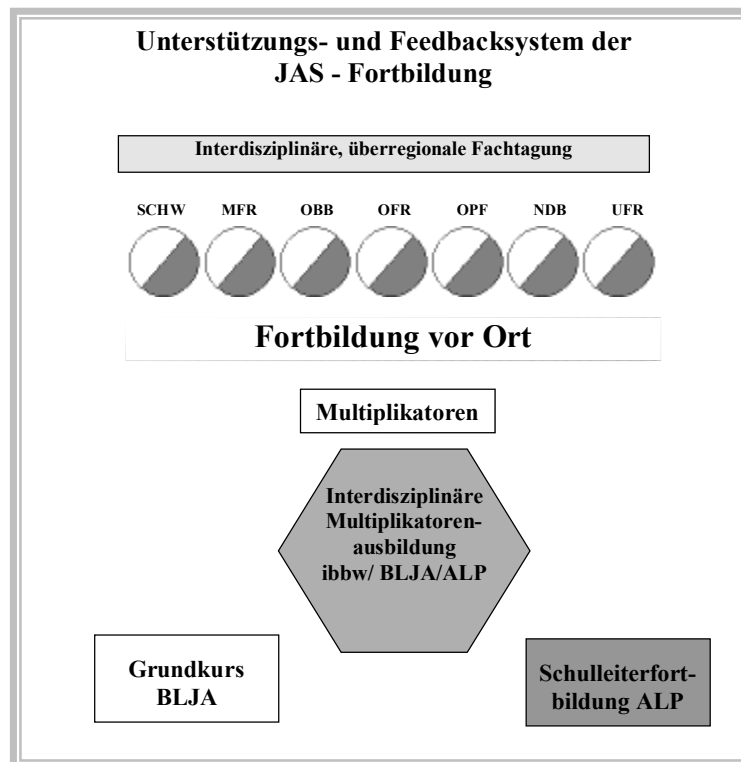 Unterstützungs- und Feedbacksystem der
JAS - Fortbildung
Interdisziplinäre, überregionale Fachtagung
SCHW MFR OBB OFR OPF NDB UFR
Fortbildung vor Ort
Multiplikatoren
Interdisziplinäre
Multiplikatoren-
ausbildung
ibbw/ BLJA/ALP
Grundkurs
BLJA
Schulleiterfort-
bildung ALP